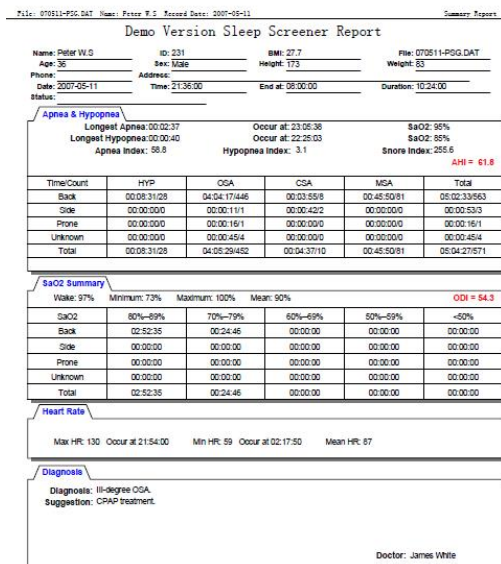 File: 070511-PSG.DAT Name: Peter W.S Record Date: 2007-05-11 Summary Report
Demo Version Sleep Screener Report
Name: Peter W.S ID: 231 BMI: 27.7 File: 070511-PSG.DAT
Age: 36 Sex: Male Height: 173 Weight: 83
Phone: Address:
Date: 2007-05-11 Time: 21:36:00 End at: 08:00:00 Duration: 10:24:00
Status:
Apnea & Hypopnea
Longest Apnea: 00:02:37 Occur at: 23:05:38 SaO2: 95%
Longest Hypopnea: 00:00:40 Occur at: 22:25:03 SaO2: 85%
Apnea Index: 58.8 Hypopnea Index: 3.1 Snore Index: 255.6
AHI = 61.8
Time/Count HYP OSA CSA MSA Total
Back 00:08:31/28 04:04:17/446 00:03:55/8 00:45:50/81 05:02:33/563
Side 00:00:00/0 00:00:11/1 00:00:42/2 00:00:00/0 00:00:53/3
Prone 00:00:00/0 00:00:16/1 00:00:00/0 00:00:00/0 00:00:16/1
Unknown 00:00:00/0 00:00:45/4 00:00:00/0 00:00:00/0 00:00:45/4
Total 00:08:31/28 04:05:29/452 00:04:37/10 00:45:50/81 05:04:27/571
SaO2 Summary
Wake: 97% Minimum: 73% Maximum: 100% Mean: 90% ODI = 54.3
SaO2 80%--89% 70%--79% 60%--69% 50%--59% <50%
Back 02:52:35 00:24:46 00:00:00 00:00:00 00:00:00
Side 00:00:00 00:00:00 00:00:00 00:00:00 00:00:00
Prone 00:00:00 00:00:00 00:00:00 00:00:00 00:00:00
Unknown 00:00:00 00:00:00 00:00:00 00:00:00 00:00:00
Total 02:52:35 00:24:46 00:00:00 00:00:00 00:00:00
Heart Rate
Max HR: 130 Occur at 21:54:00 Min HR: 59 Occur at 02:17:50 Mean HR: 87
Diagnosis
Diagnosis: III-degree OSA.
Suggestion: CPAP treatment.
Doctor: James White